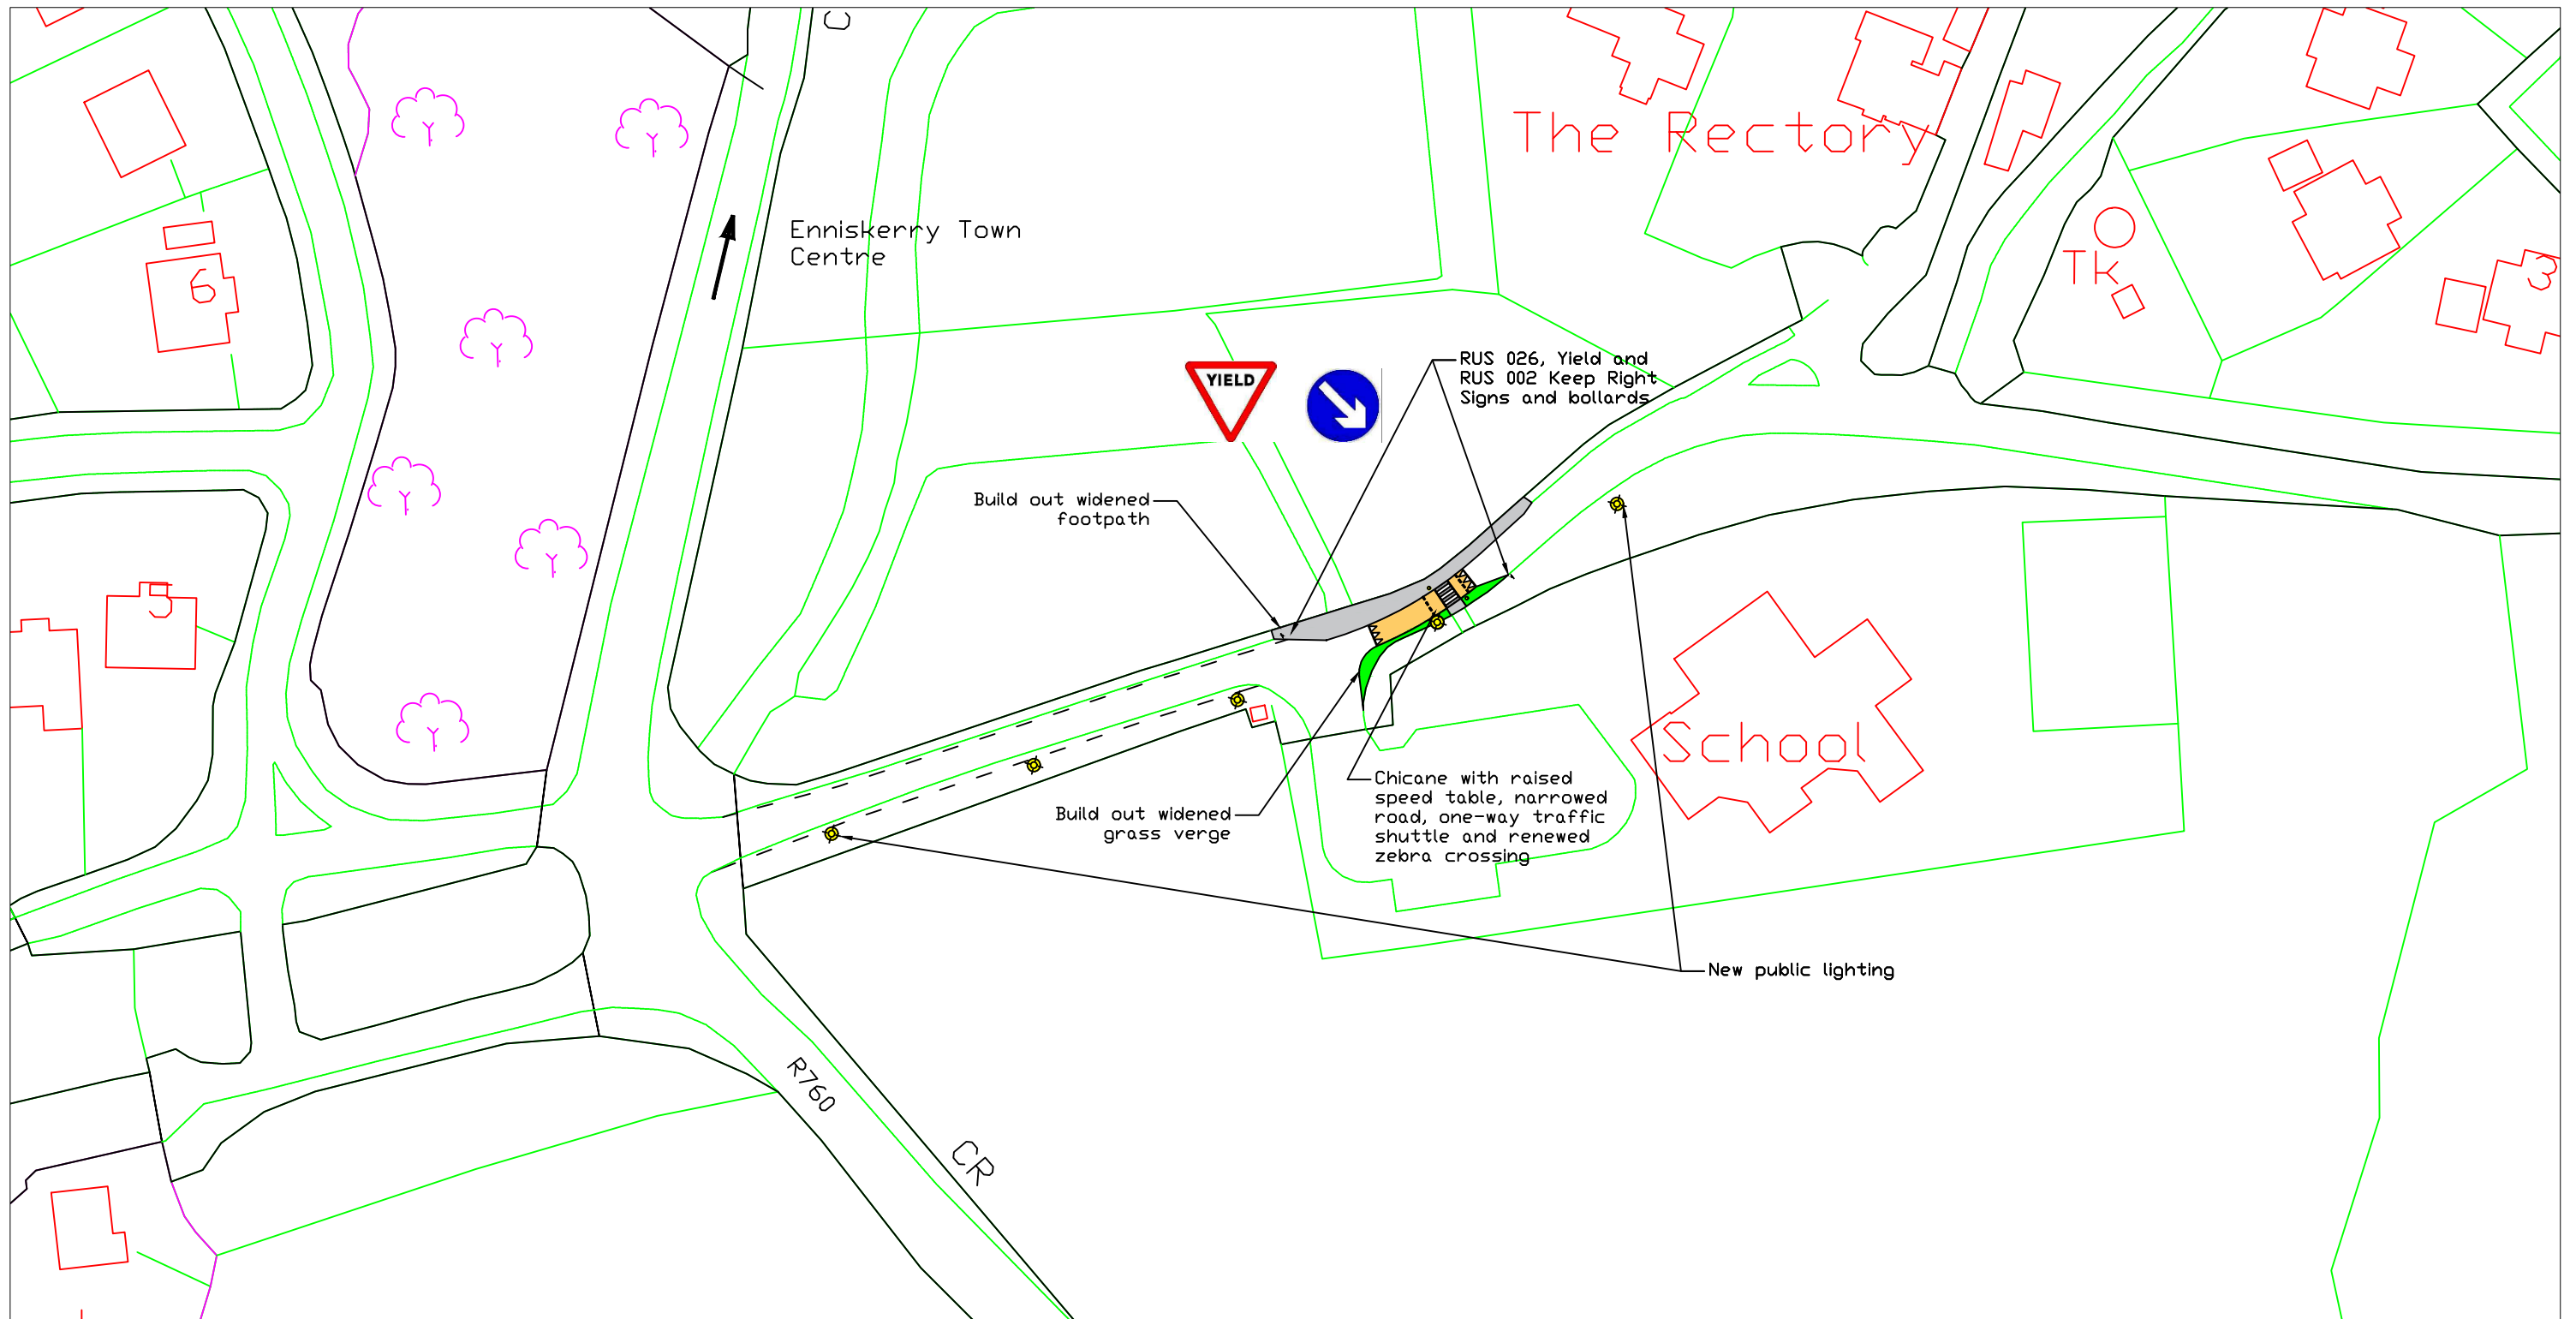 C
The Rectory
Enniskerry Town
Centre
6
Tk
3
RUS 026, Yield and
RUS 002 Keep Right
Signs and bollards
YIELD
Build out widened
footpath
5
School
Chicane with raised
speed table, narrowed
road, one-way traffic
shuttle and renewed
zebra crossing
Build out widened
grass verge
New public lighting
R760
CR